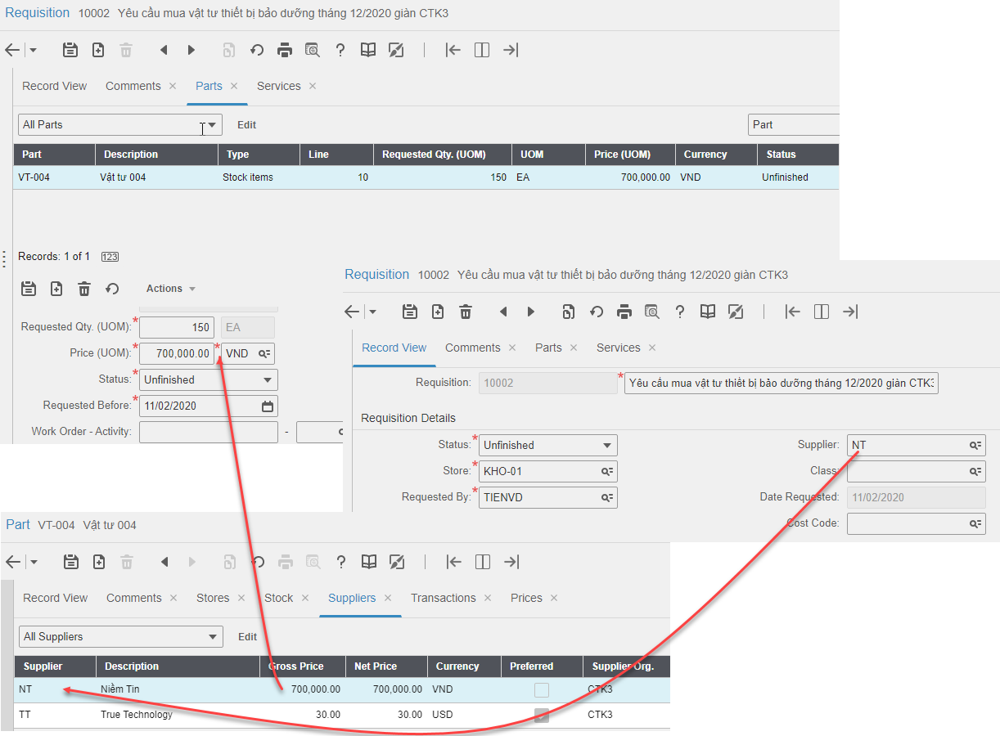 Requisition 10002 Yêu cầu mua vật tư thiết bị bảo dưỡng tháng 12/2020 giàn CTK3
Record View Comments Parts Services
All Parts Edit Part
Part Description Type Line Requested Qty. (UOM) UOM Price (UOM) Currency Status
VT-004 Vật tư 004 Stock items 10 150 EA 700,000.00 VND Unfinished
Records: 1 of 1 123
Actions
Requested Qty. (UOM):* 150 EA
Price (UOM):* 700,000.00 * VND
Status:* Unfinished
Requested Before:* 11/02/2020
Work Order - Activity: -
Requisition 10002 Yêu cầu mua vật tư thiết bị bảo dưỡng tháng 12/2020 giàn CTK3
Record View Comments Parts Services
Requisition: 10002 * Yêu cầu mua vật tư thiết bị bảo dưỡng tháng 12/2020 giàn CTK3
Requisition Details
Status:* Unfinished Supplier: NT
Store:* KHO-01 Class:
Requested By:* TIENVD Date Requested: 11/02/2020
Cost Code:
Part VT-004 Vật tư 004
Record View Comments Stores Stock Suppliers Transactions Prices
All Suppliers Edit
Supplier Description Gross Price Net Price Currency Preferred Supplier Org.
NT Niềm Tin 700,000.00 700,000.00 VND CTK3
TT True Technology 30.00 30.00 USD CTK3